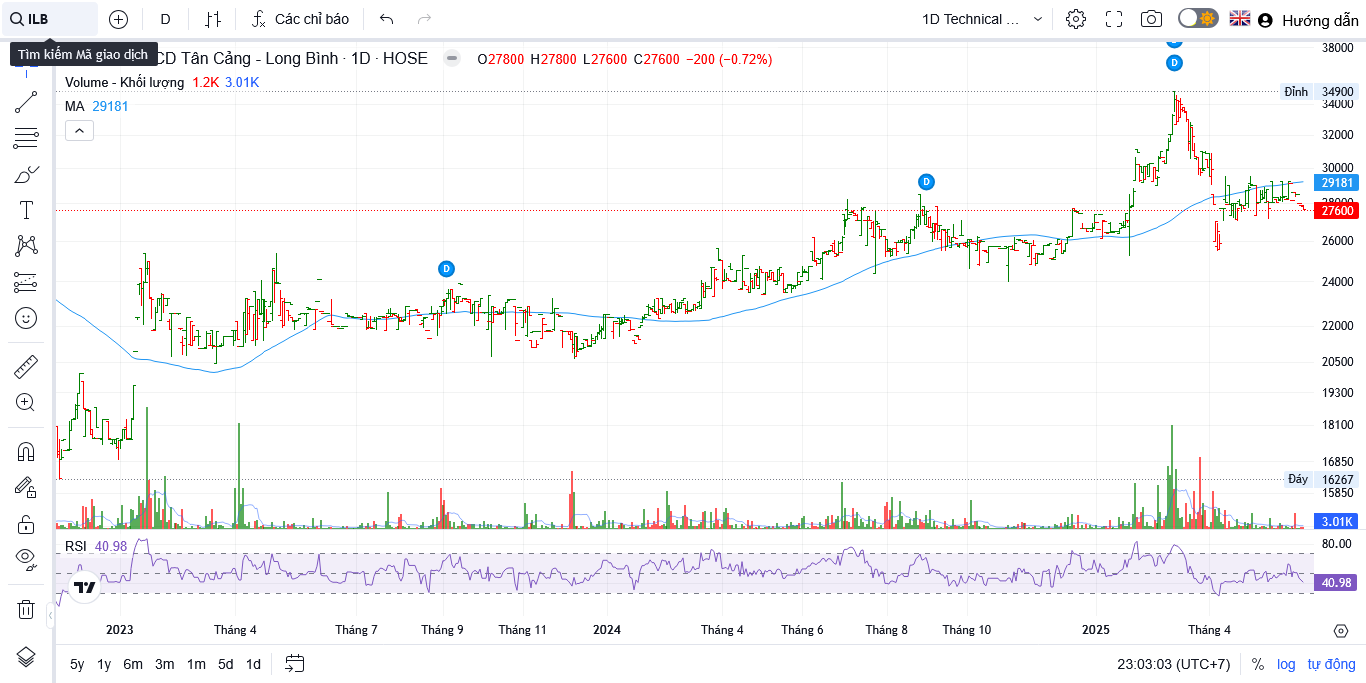 ILB D Các chỉ báo 1D Technical ... Hướng dẫn
Tìm kiếm Mã giao dịch
CD Tân Cảng - Long Bình · 1D · HOSE O27800 H27800 L27600 C27600 −200 (−0.72%)
Volume - Khối lượng 1.2K 3.01K
MA 29181
38000
D
Đỉnh 34900
34000
32000
30000
D
29181
28000
27600
26000
D
24000
22000
20500
19300
18100
16850
Đáy 16267
15850
3.01K
RSI 40.98
80.00
40.98
2023 Tháng 4 Tháng 7 Tháng 9 Tháng 11 2024 Tháng 4 Tháng 6 Tháng 8 Tháng 10 2025 Tháng 4
5y 1y 6m 3m 1m 5d 1d 23:03:03 (UTC+7) % log tự động